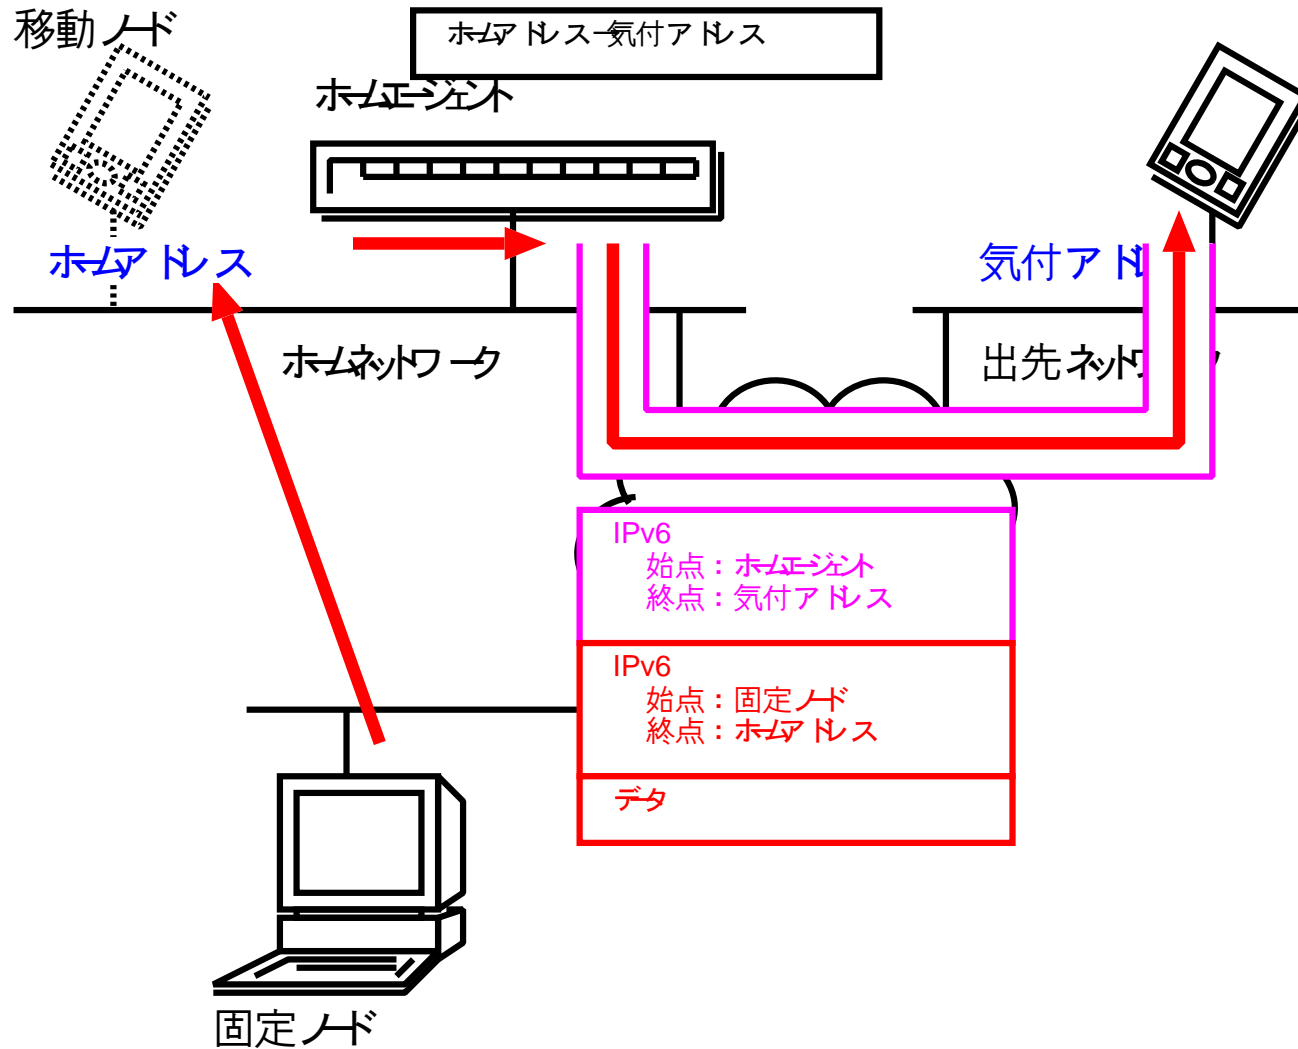 移動ノード
ホームアドレス→気付アドレス
ホームエージェント
ホームアドレス
気付アドレ
ホームネットワーク
出先ネットワーク
IPv6
始点：ホームエージェント
終点：気付アドレス
IPv6
始点：固定ノード
終点：ホームアドレス
データ
固定ノード